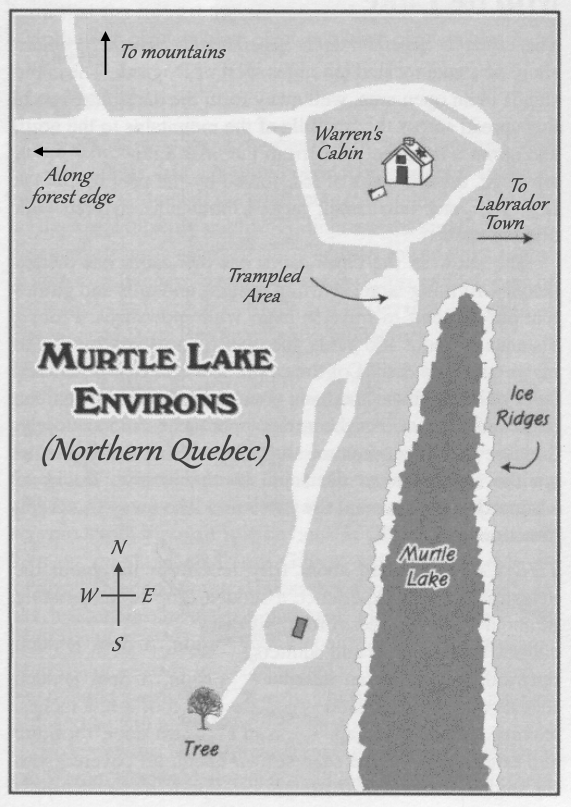 To mountains
Along
forest edge
Warren's
Cabin
To
Labrador
Town
Trampled
Area
MURTLE LAKE
ENVIRONS
(Northern Quebec)
Ice
Ridges
Murtle
Lake
N
W E
S
Tree